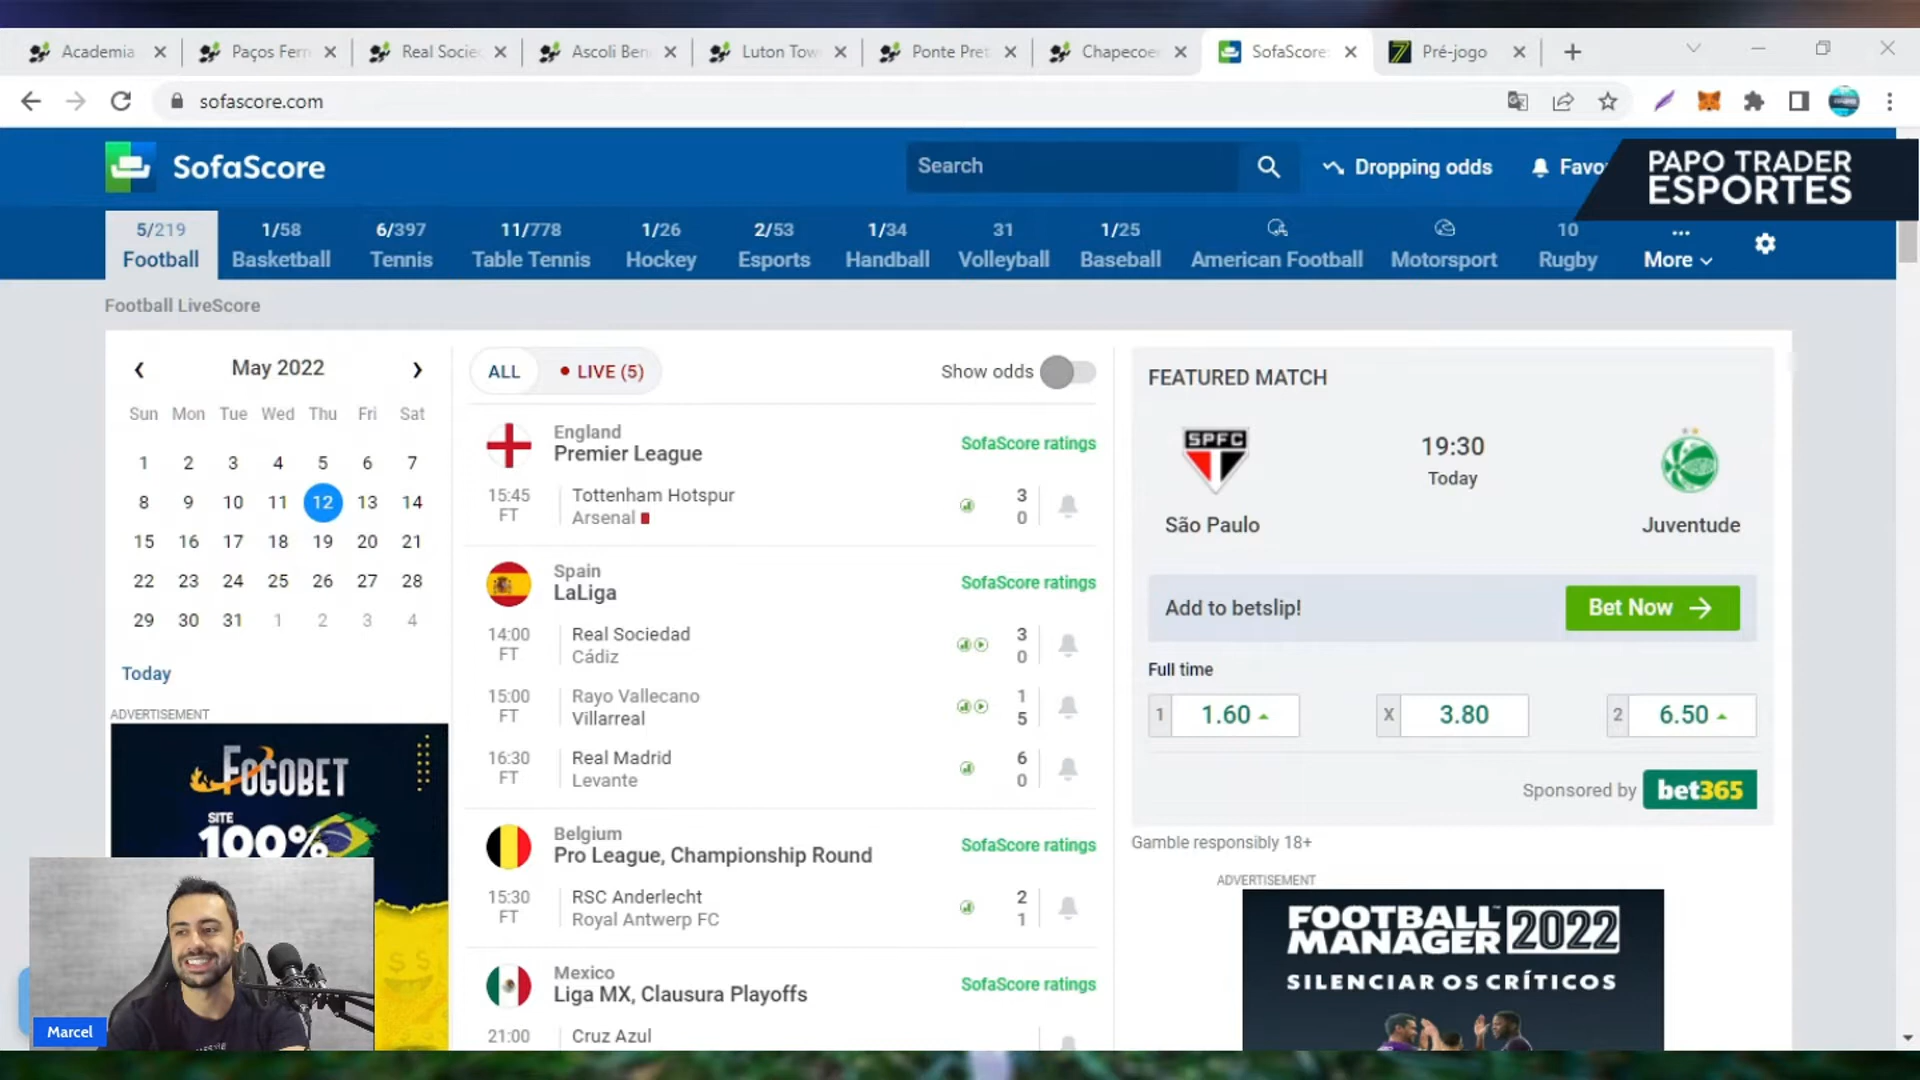 Academia
Paços Ferr
Real Socie
Ascoli Ben
Luton Tow
Ponte Pret
Chapecoe
SofaScore:
Pré-jogo
sofascore.com
SofaScore
Search
Dropping odds
Favo
PAPO TRADER
ESPORTES
5/219
1/58
6/397
11/778
1/26
2/53
1/34
31
1/25
10
Football
Basketball
Tennis
Table Tennis
Hockey
Esports
Handball
Volleyball
Baseball
American Football
Motorsport
Rugby
More
Football LiveScore
May 2022
Sun Mon Tue Wed Thu Fri Sat
1 2 3 4 5 6 7
8 9 10 11 12 13 14
15 16 17 18 19 20 21
22 23 24 25 26 27 28
29 30 31 1 2 3 4
Today
ADVERTISEMENT
FOGOBET
SITE
100%
Marcel
ALL
LIVE (5)
Show odds
England
Premier League
SofaScore ratings
15:45 Tottenham Hotspur 3
FT Arsenal 0
Spain
LaLiga
SofaScore ratings
14:00 Real Sociedad 3
FT Cádiz 0
15:00 Rayo Vallecano 1
FT Villarreal 5
16:30 Real Madrid 6
FT Levante 0
Belgium
Pro League, Championship Round
SofaScore ratings
15:30 RSC Anderlecht 2
FT Royal Antwerp FC 1
Mexico
Liga MX, Clausura Playoffs
SofaScore ratings
21:00 Cruz Azul
FEATURED MATCH
SPFC
19:30
Today
São Paulo
Juventude
Add to betslip!
Bet Now
Full time
1 1.60
X 3.80
2 6.50
Sponsored by
bet365
Gamble responsibly 18+
ADVERTISEMENT
FOOTBALL
MANAGER 2022
SILENCIAR OS CRÍTICOS